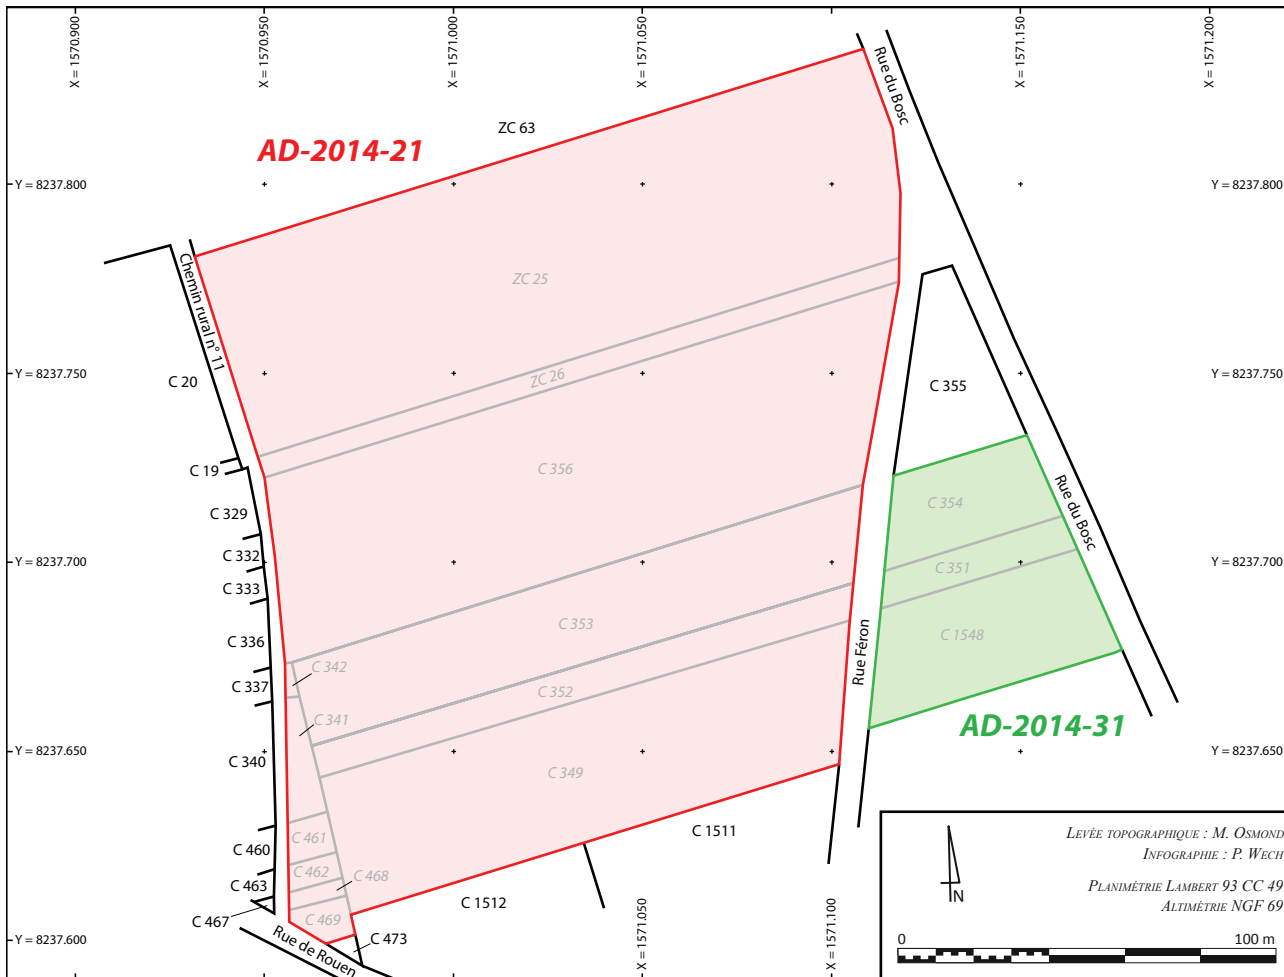 X = 1570.900
X = 1570.950
X = 1571.000
X = 1571.050
X = 1571.150
X = 1571.200
Rue du Bosc
ZC 63
AD-2014-21
Y = 8237.800
Y = 8237.800
Chemin rural n° 11
ZC 25
ZC 26
Y = 8237.750
Y = 8237.750
C 20
C 355
C 19
C 356
C 354
Rue du Bosc
C 329
C 332
Y = 8237.700
Y = 8237.700
C 351
C 333
C 353
C 1548
C 336
Rue Féron
C 342
C 337
C 352
C 341
AD-2014-31
Y = 8237.650
Y = 8237.650
C 340
C 349
C 1511
C 461
C 460
C 462
C 468
C 463
C 1512
C 467
C 469
Rue de Rouen
C 473
Y = 8237.600
X = 1571.050
X = 1571.100
Levée topographique : M. Osmond
Infographie : P. Wech
Planimétrie Lambert 93 CC 49
Altimétrie NGF 69
N
0
100 m